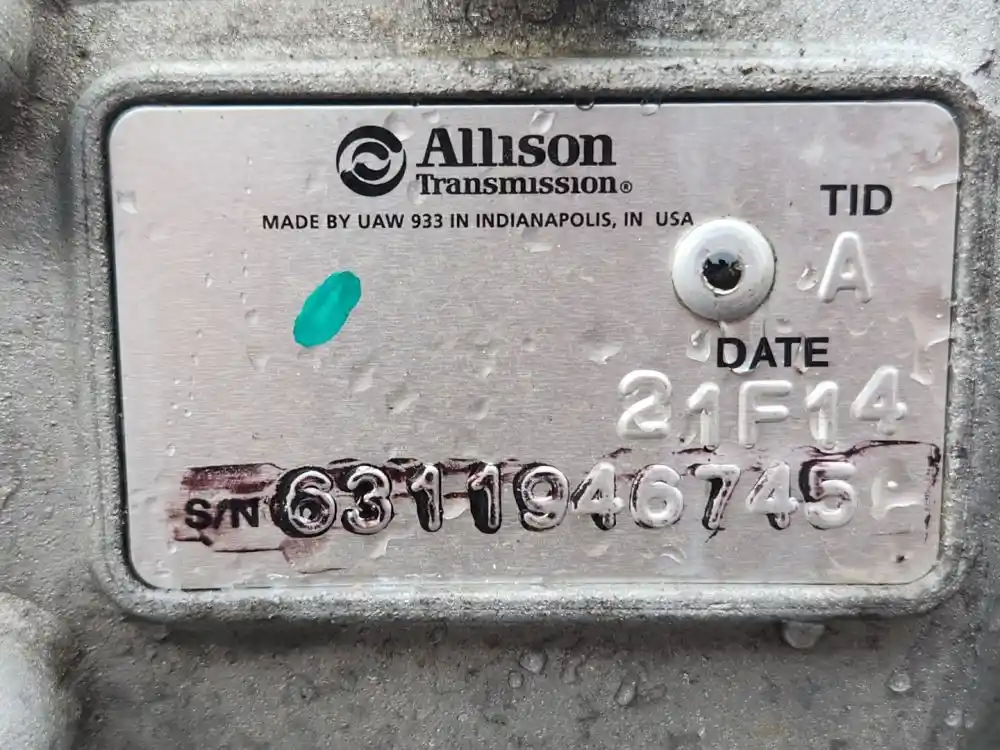 Allison
Transmission®
MADE BY UAW 933 IN INDIANAPOLIS, IN USA
TID
A
DATE
21F14
S/N 6311946745